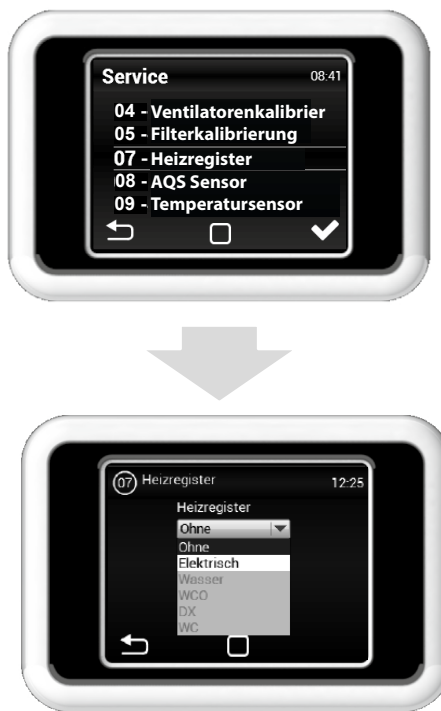 Service 08:41
04 - Ventilatorenkalibrier
05 - Filterkalibrierung
07 - Heizregister
08 - AQS Sensor
09 - Temperatursensor
07 Heizregister 12:25
Heizregister
Ohne
Ohne
Elektrisch
Wasser
WCO
DX
WC